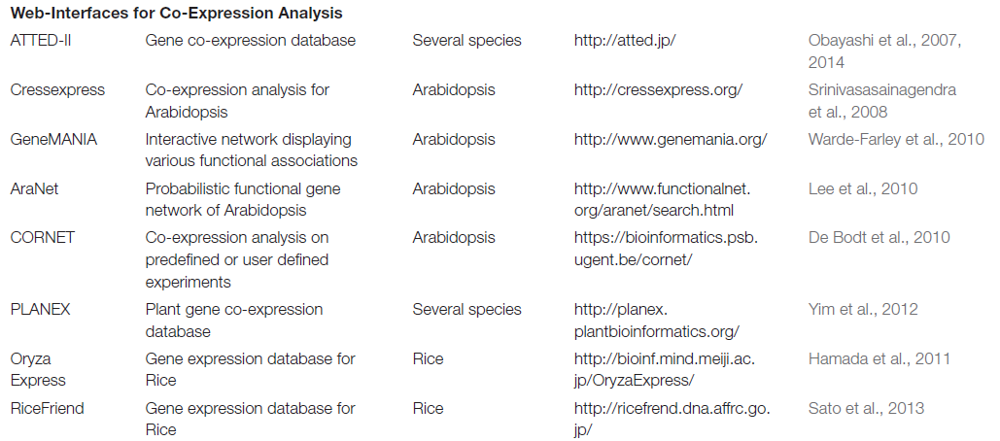 Web-Interfaces for Co-Expression Analysis
ATTED-II Gene co-expression database Several species http://atted.jp/ Obayashi et al., 2007,
2014
Cressexpress Co-expression analysis for Arabidopsis http://cressexpress.org/ Srinivasasainagendra
Arabidopsis et al., 2008
GeneMANIA Interactive network displaying Arabidopsis http://www.genemania.org/ Warde-Farley et al., 2010
various functional associations
AraNet Probabilistic functional gene Arabidopsis http://www.functionalnet. Lee et al., 2010
network of Arabidopsis org/aranet/search.html
CORNET Co-expression analysis on Arabidopsis https://bioinformatics.psb. De Bodt et al., 2010
predefined or user defined ugent.be/cornet/
experiments
PLANEX Plant gene co-expression Several species http://planex. Yim et al., 2012
database plantbioinformatics.org/
Oryza Gene expression database for Rice http://bioinf.mind.meiji.ac. Hamada et al., 2011
Express Rice jp/OryzaExpress/
RiceFriend Gene expression database for Rice http://ricefrend.dna.affrc.go. Sato et al., 2013
Rice jp/